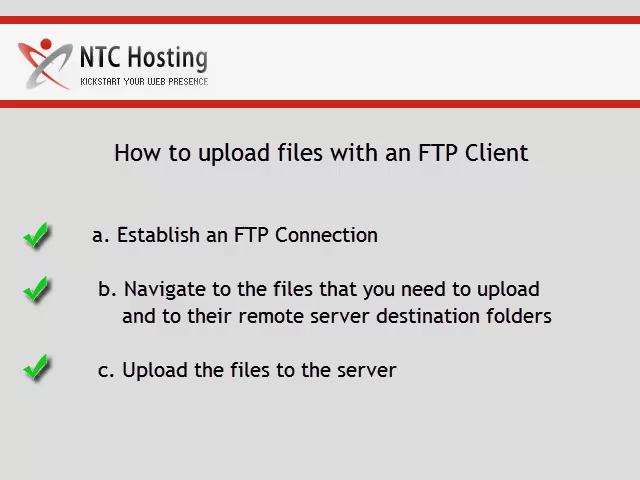 NTC Hosting
KICKSTART YOUR WEB PRESENCE
How to upload files with an FTP Client
a. Establish an FTP Connection
b. Navigate to the files that you need to upload
and to their remote server destination folders
c. Upload the files to the server